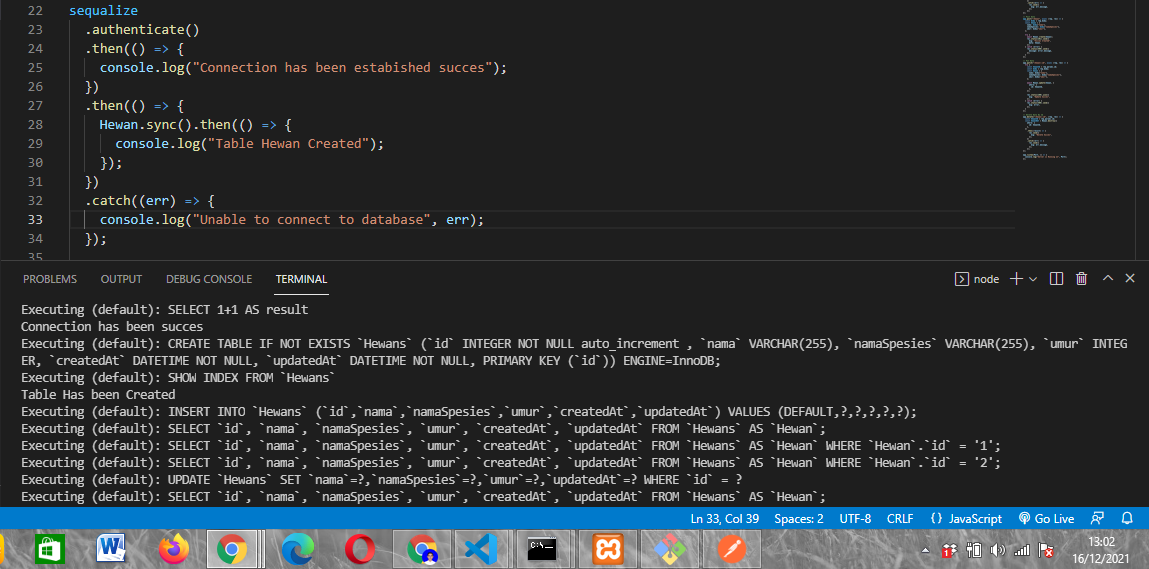 22 sequalize
23 .authenticate()
24 .then(() => {
25 console.log("Connection has been estabished succes");
26 })
27 .then(() => {
28 Hewan.sync().then(() => {
29 console.log("Table Hewan Created");
30 });
31 })
32 .catch((err) => {
33 console.log("Unable to connect to database", err);
34 });
35
PROBLEMS OUTPUT DEBUG CONSOLE TERMINAL node
Executing (default): SELECT 1+1 AS result
Connection has been succes
Executing (default): CREATE TABLE IF NOT EXISTS `Hewans` (`id` INTEGER NOT NULL auto_increment , `nama` VARCHAR(255), `namaSpesies` VARCHAR(255), `umur` INTEG
ER, `createdAt` DATETIME NOT NULL, `updatedAt` DATETIME NOT NULL, PRIMARY KEY (`id`)) ENGINE=InnoDB;
Executing (default): SHOW INDEX FROM `Hewans`
Table Has been Created
Executing (default): INSERT INTO `Hewans` (`id`,`nama`,`namaSpesies`,`umur`,`createdAt`,`updatedAt`) VALUES (DEFAULT,?,?,?,?,?);
Executing (default): SELECT `id`, `nama`, `namaSpesies`, `umur`, `createdAt`, `updatedAt` FROM `Hewans` AS `Hewan`;
Executing (default): SELECT `id`, `nama`, `namaSpesies`, `umur`, `createdAt`, `updatedAt` FROM `Hewans` AS `Hewan` WHERE `Hewan`.`id` = '1';
Executing (default): SELECT `id`, `nama`, `namaSpesies`, `umur`, `createdAt`, `updatedAt` FROM `Hewans` AS `Hewan` WHERE `Hewan`.`id` = '2';
Executing (default): UPDATE `Hewans` SET `nama`=?,`namaSpesies`=?,`umur`=?,`updatedAt`=? WHERE `id` = ?
Executing (default): SELECT `id`, `nama`, `namaSpesies`, `umur`, `createdAt`, `updatedAt` FROM `Hewans` AS `Hewan`;
Ln 33, Col 39 Spaces: 2 UTF-8 CRLF {} JavaScript Go Live
13:02
16/12/2021